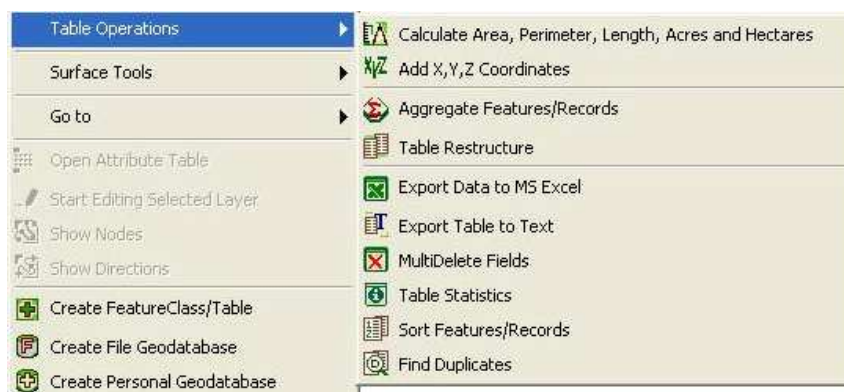 Table Operations
Surface Tools
Go to
Open Attribute Table
Start Editing Selected Layer
Show Nodes
Show Directions
Create FeatureClass/Table
Create File Geodatabase
Create Personal Geodatabase
Calculate Area, Perimeter, Length, Acres and Hectares
Add X,Y,Z Coordinates
Aggregate Features/Records
Table Restructure
Export Data to MS Excel
Export Table to Text
MultiDelete Fields
Table Statistics
Sort Features/Records
Find Duplicates